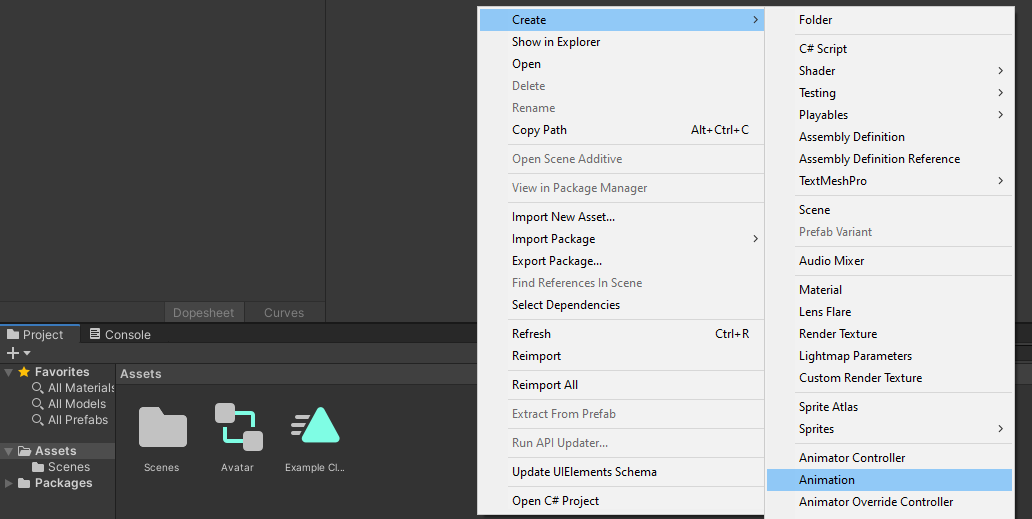 Create
Show in Explorer
Open
Delete
Rename
Copy Path Alt+Ctrl+C
Open Scene Additive
View in Package Manager
Import New Asset...
Import Package
Export Package...
Find References In Scene
Select Dependencies
Refresh Ctrl+R
Reimport
Reimport All
Extract From Prefab
Run API Updater...
Update UIElements Schema
Open C# Project
Folder
C# Script
Shader
Testing
Playables
Assembly Definition
Assembly Definition Reference
TextMeshPro
Scene
Prefab Variant
Audio Mixer
Material
Lens Flare
Render Texture
Lightmap Parameters
Custom Render Texture
Sprite Atlas
Sprites
Animator Controller
Animation
Animator Override Controller
Dopesheet Curves
Project Console
Favorites
All Materials
All Models
All Prefabs
Assets
Scenes
Packages
Assets
Scenes Avatar Example Cl...